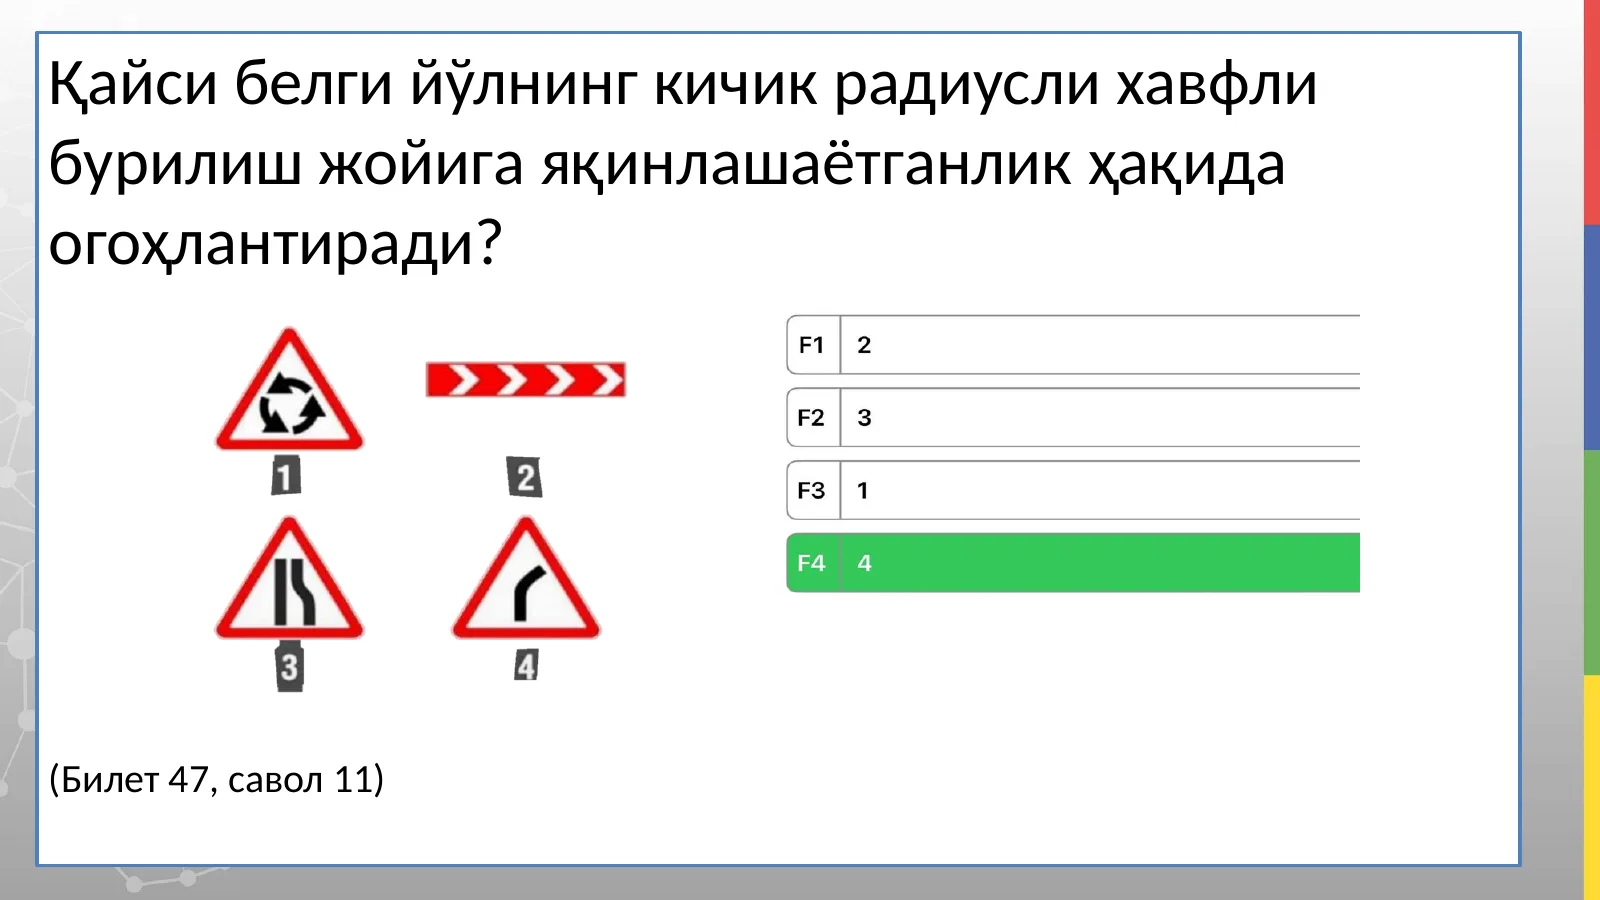 Қайси белги йўлнинг кичик радиусли хавфли
бурилиш жойига яқинлашаётганлик ҳақида
огоҳлантиради?
1
2
3
4
F1 2
F2 3
F3 1
F4 4
(Билет 47, савол 11)